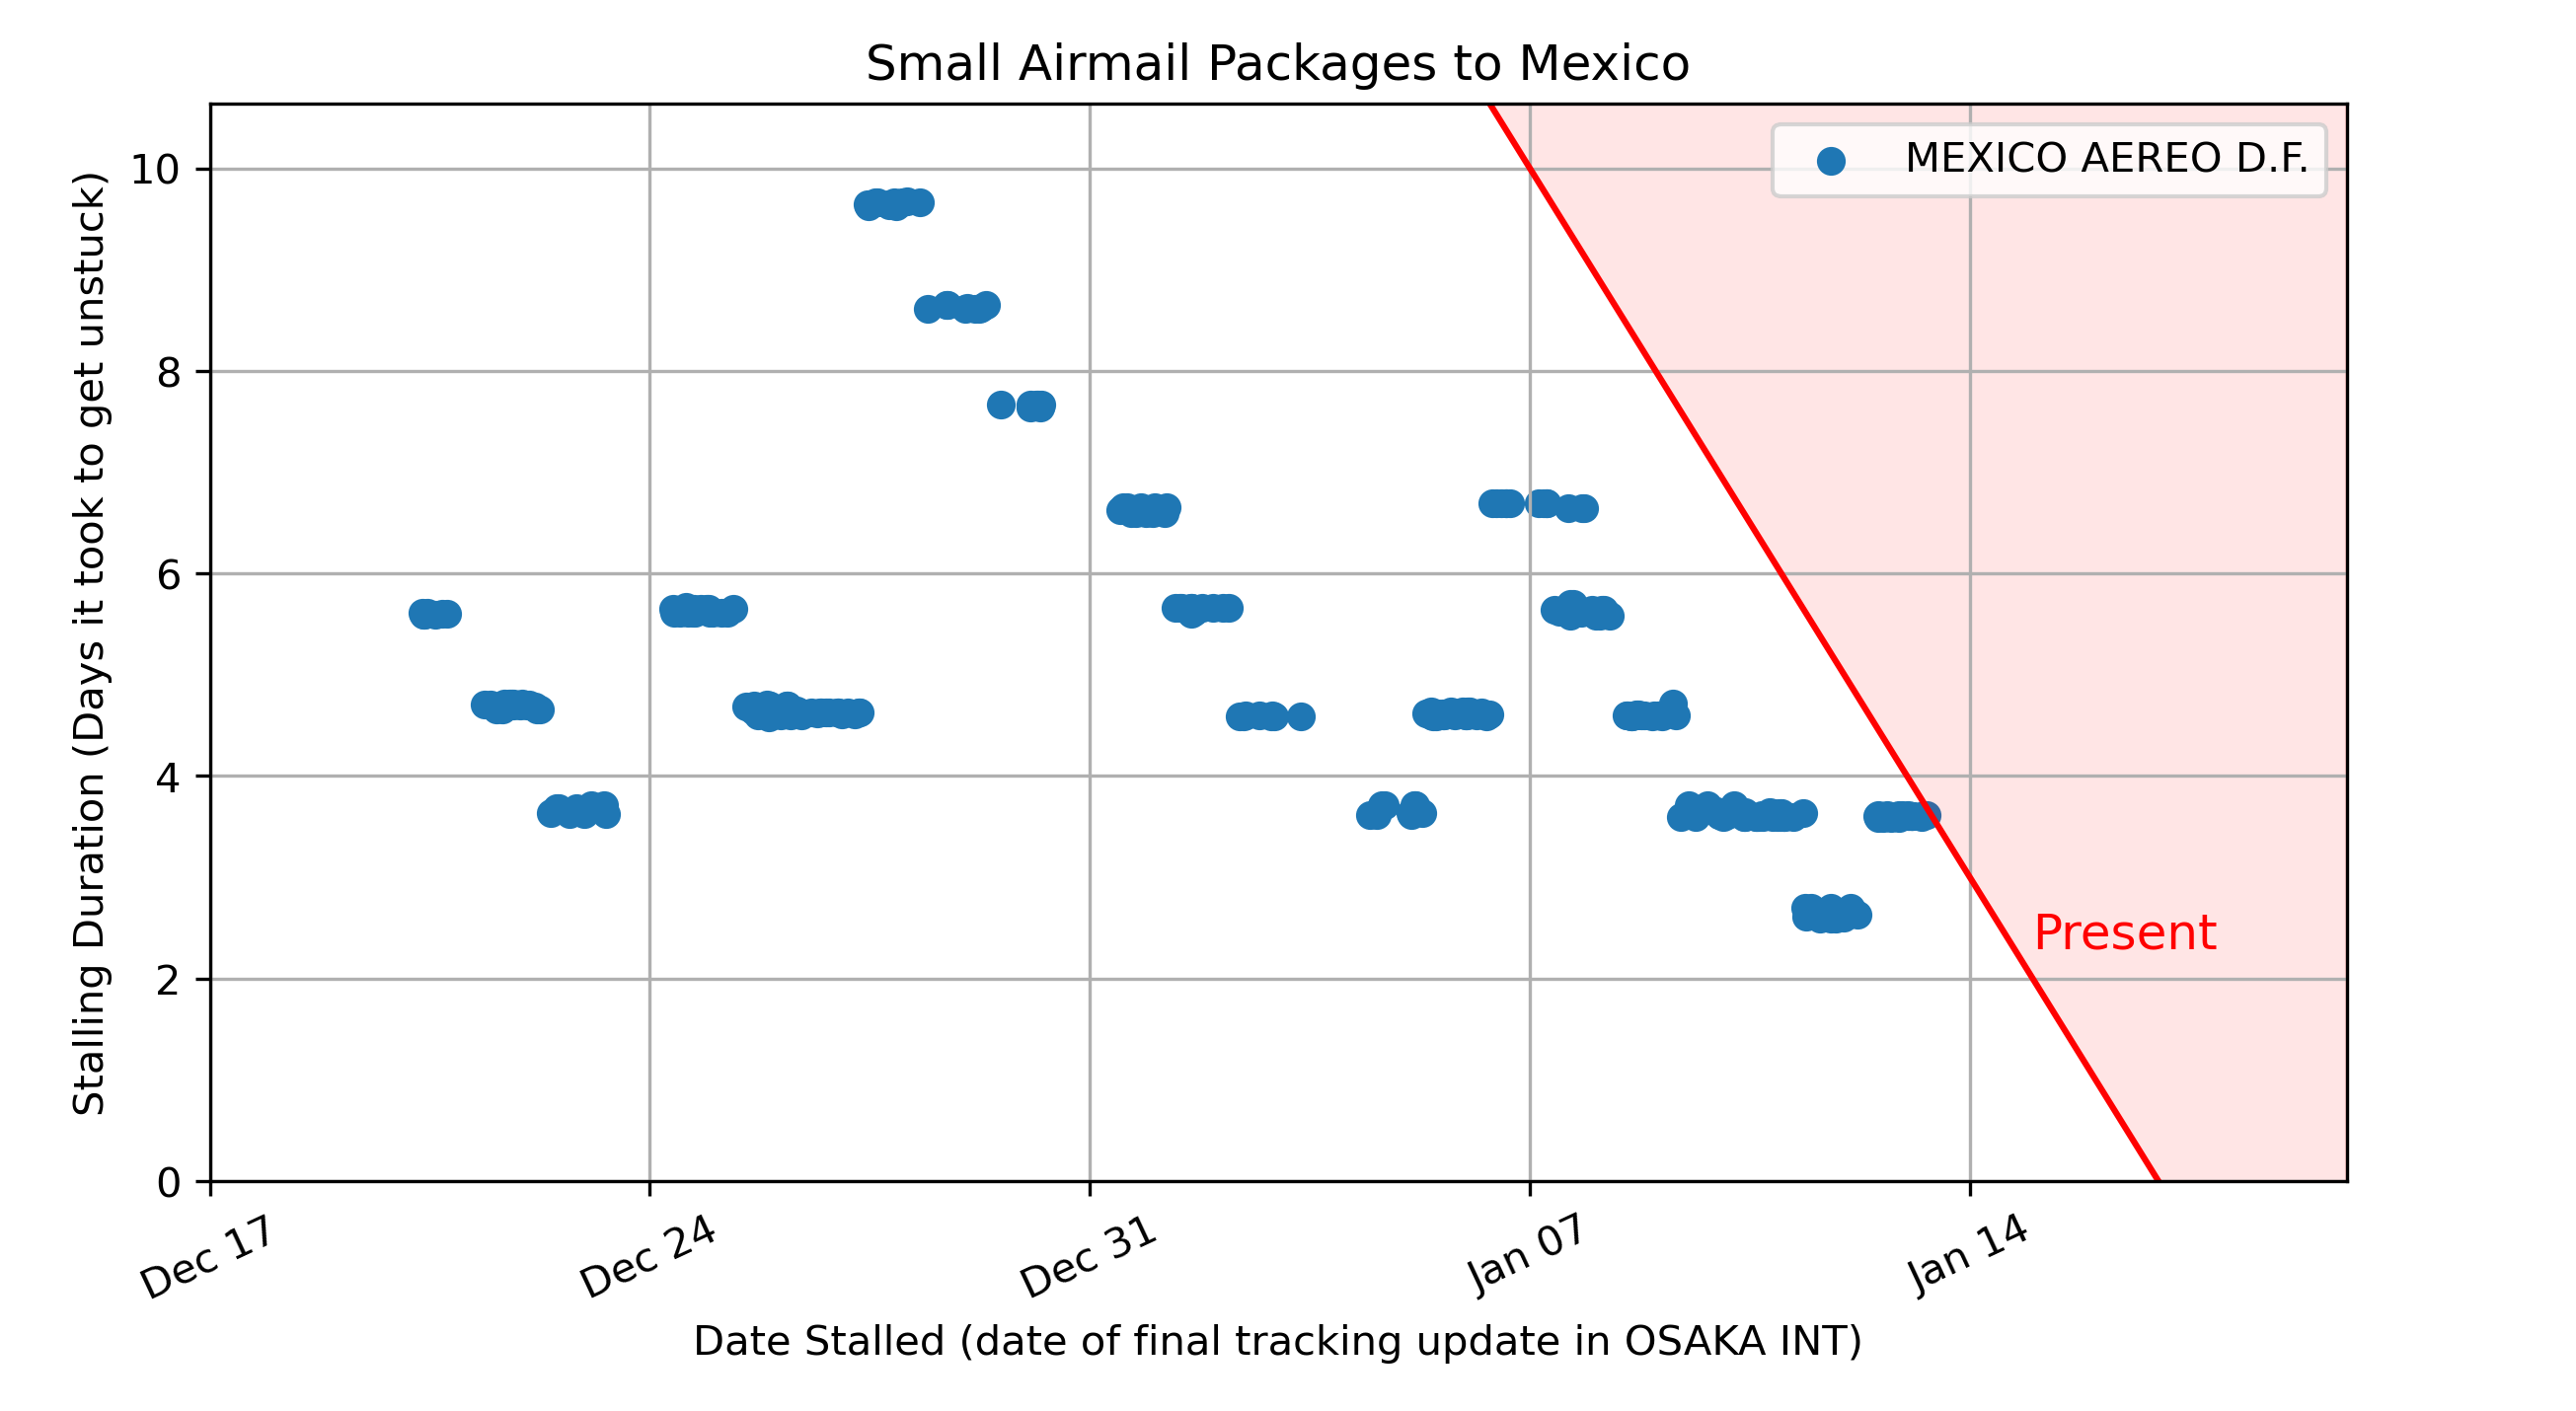 Small Airmail Packages to Mexico
MEXICO AEREO D.F.
Stalling Duration (Days it took to get unstuck)
10
8
6
4
2
0
Present
Dec 17
Dec 24
Dec 31
Jan 07
Jan 14
Date Stalled (date of final tracking update in OSAKA INT)